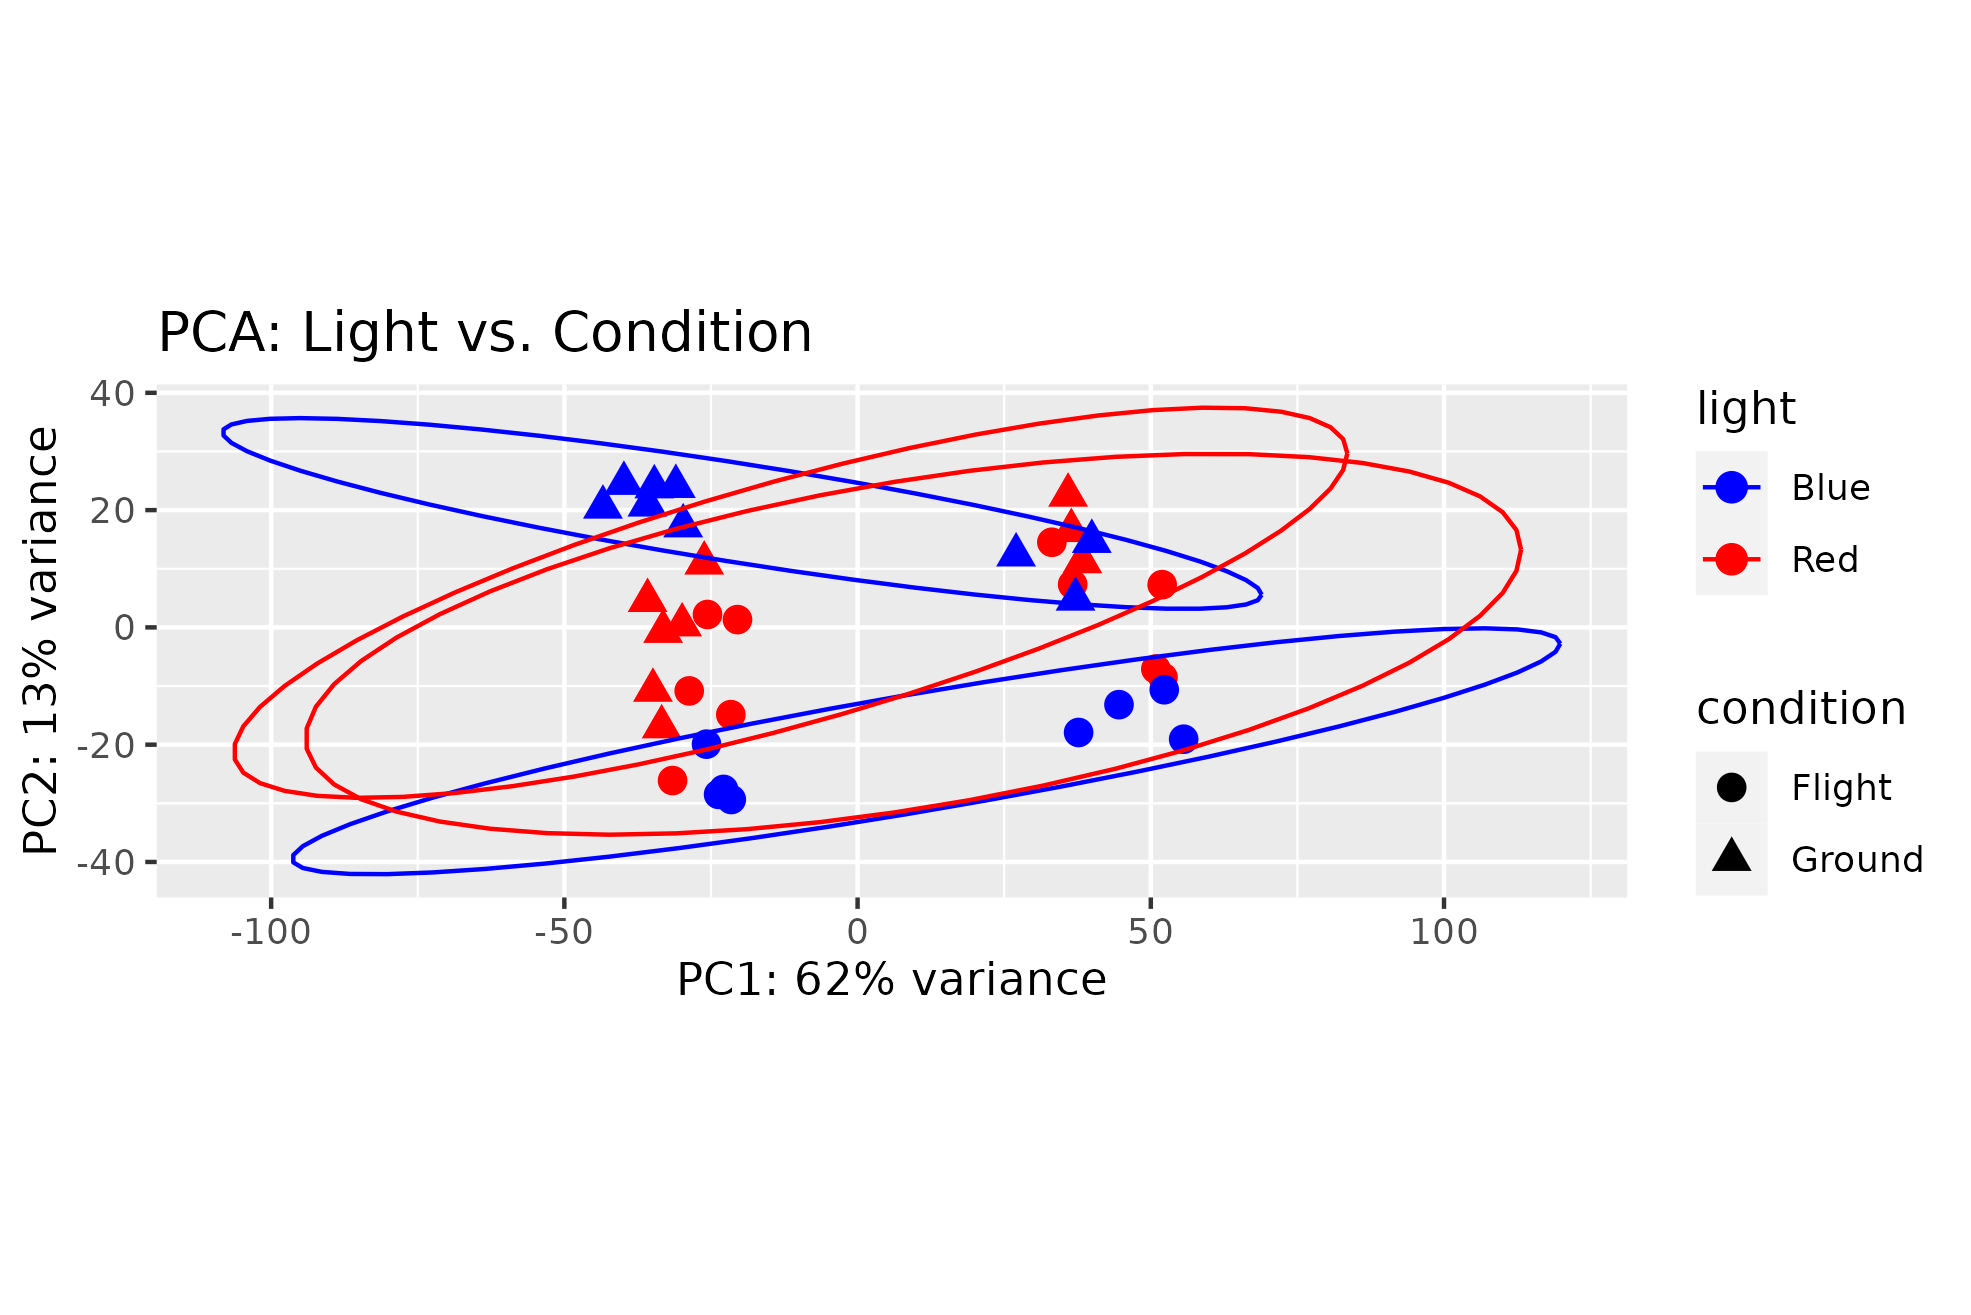 PCA: Light vs. Condition
40
20
0
-20
-40
PC2: 13% variance
-100
-50
0
50
100
PC1: 62% variance
light
Blue
Red
condition
Flight
Ground